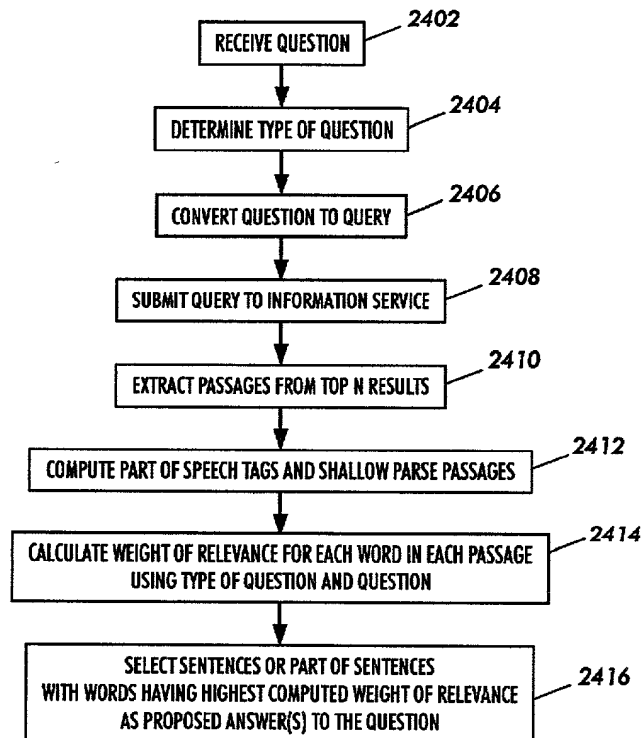 RECEIVE QUESTION
2402
DETERMINE TYPE OF QUESTION
2404
CONVERT QUESTION TO QUERY
2406
SUBMIT QUERY TO INFORMATION SERVICE
2408
EXTRACT PASSAGES FROM TOP N RESULTS
2410
COMPUTE PART OF SPEECH TAGS AND SHALLOW PARSE PASSAGES
2412
CALCULATE WEIGHT OF RELEVANCE FOR EACH WORD IN EACH PASSAGE
USING TYPE OF QUESTION AND QUESTION
2414
SELECT SENTENCES OR PART OF SENTENCES
WITH WORDS HAVING HIGHEST COMPUTED WEIGHT OF RELEVANCE
AS PROPOSED ANSWER(S) TO THE QUESTION
2416